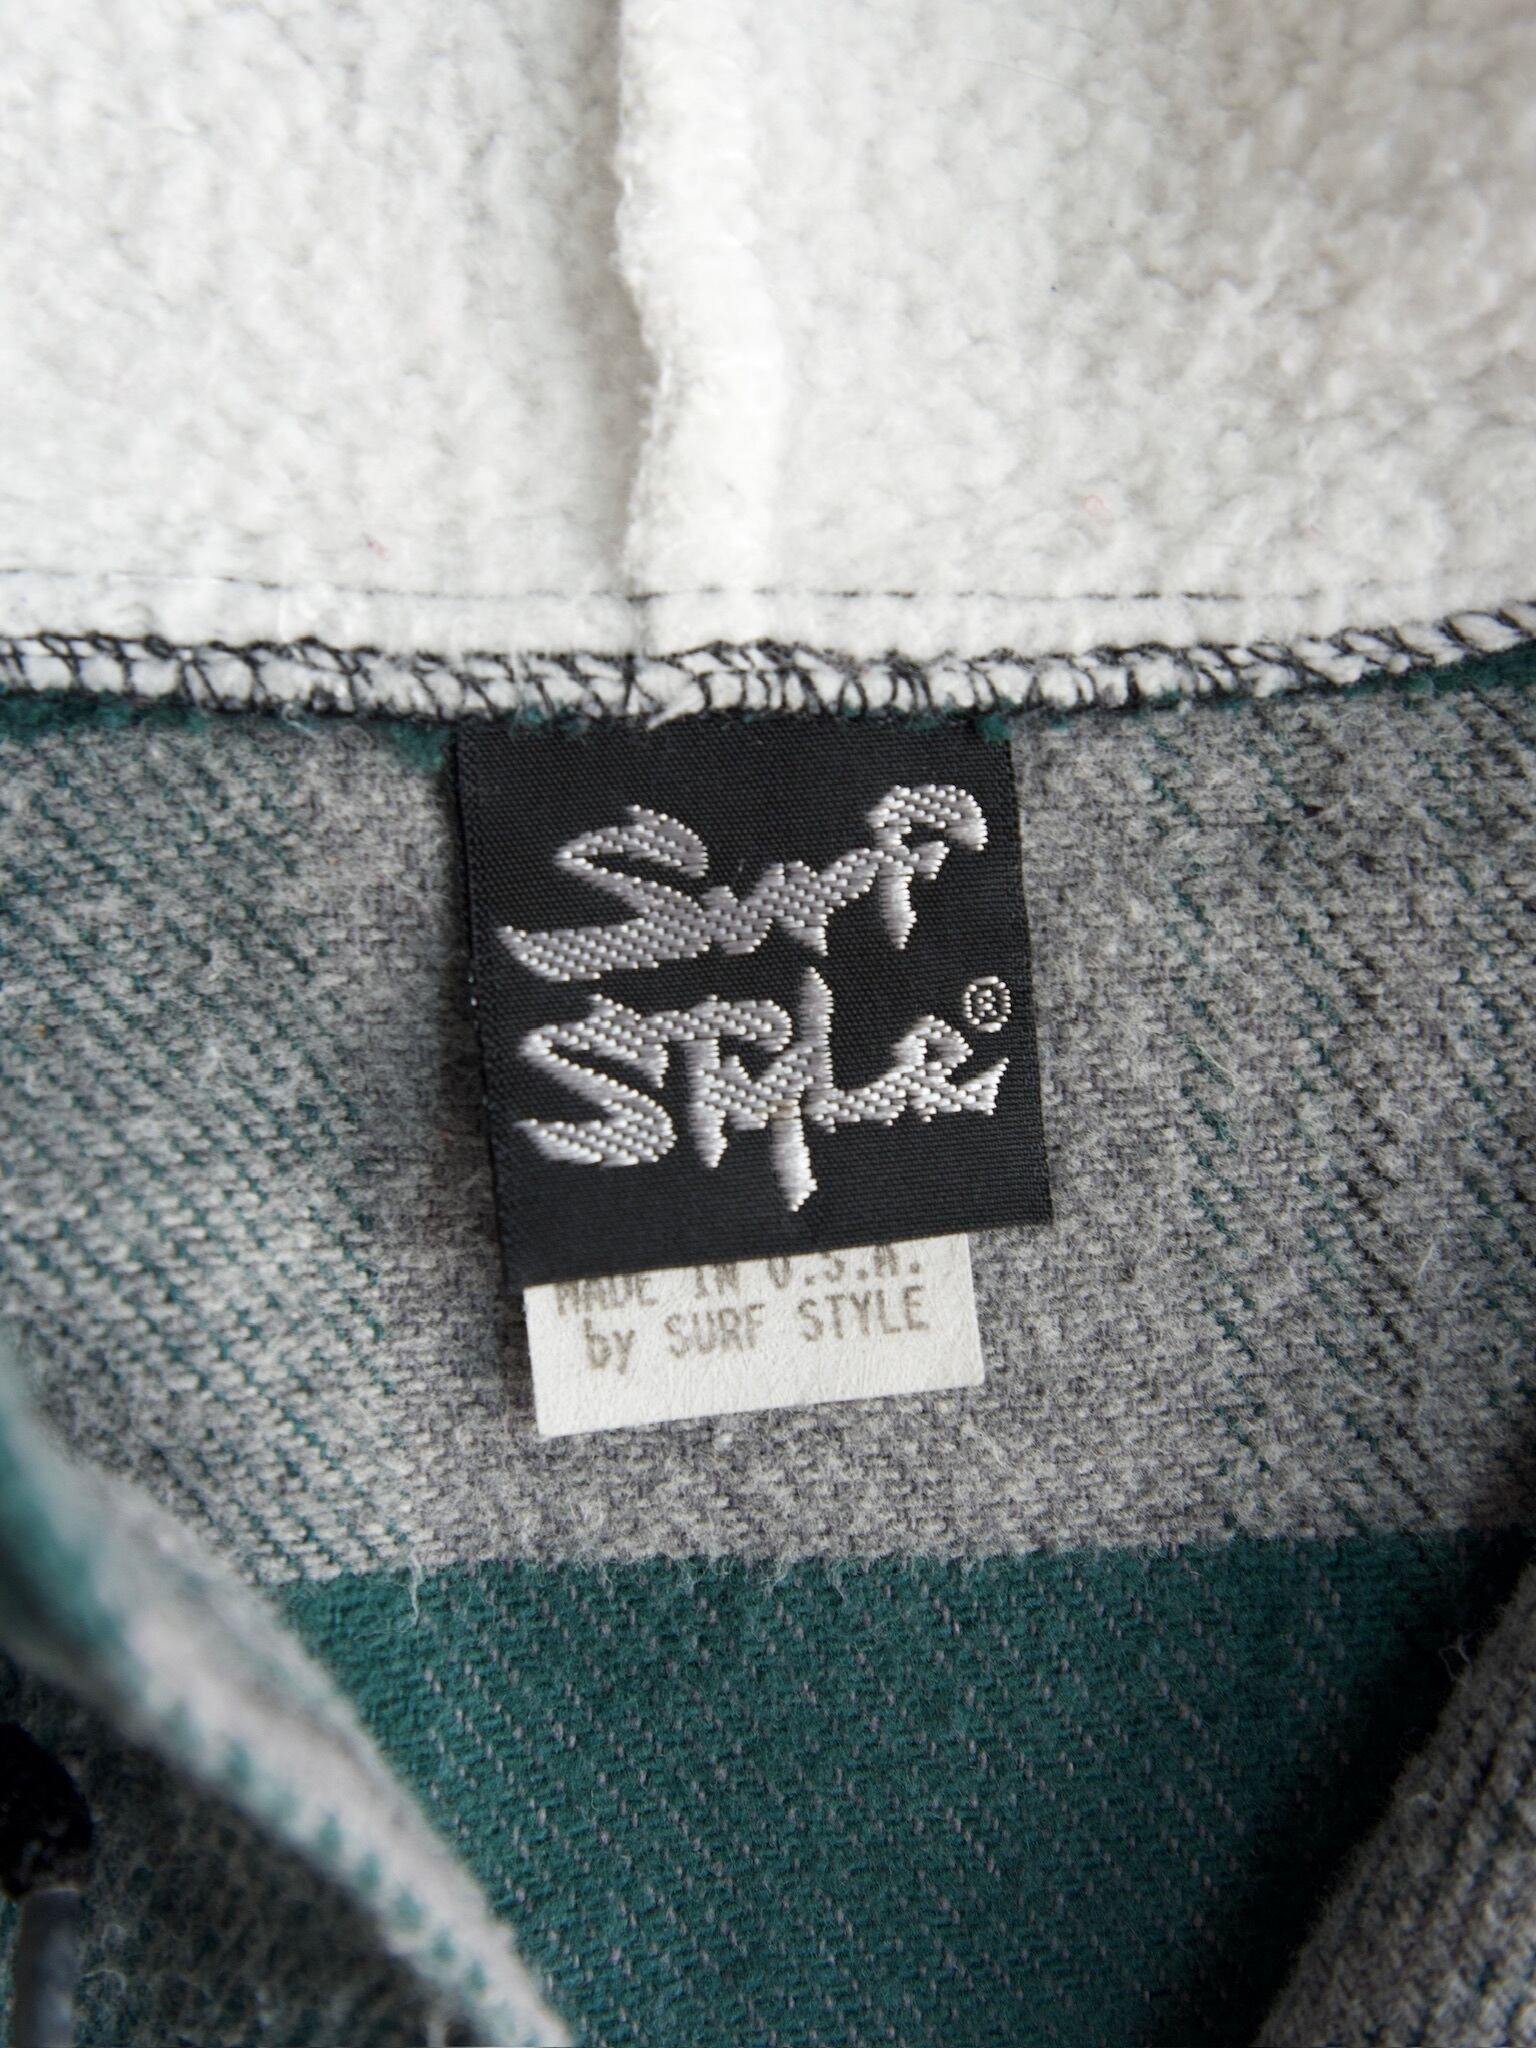 Surf
Style®
MADE IN U.S.A.
by SURF STYLE